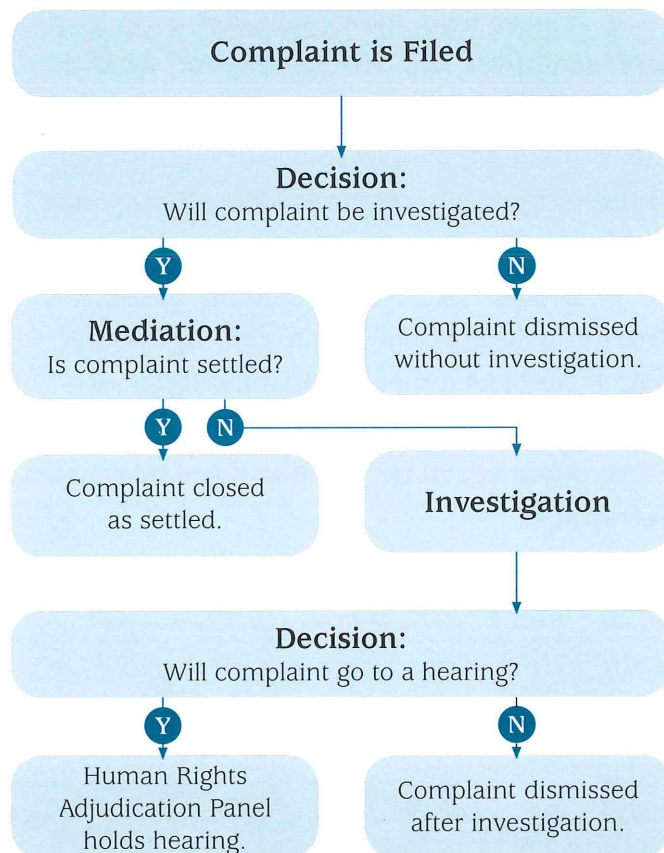 Complaint is Filed
Decision:
Will complaint be investigated?
Y
N
Mediation:
Is complaint settled?
Complaint dismissed
without investigation.
Y
N
Complaint closed
as settled.
Investigation
Decision:
Will complaint go to a hearing?
Y
N
Human Rights
Adjudication Panel
holds hearing.
Complaint dismissed
after investigation.